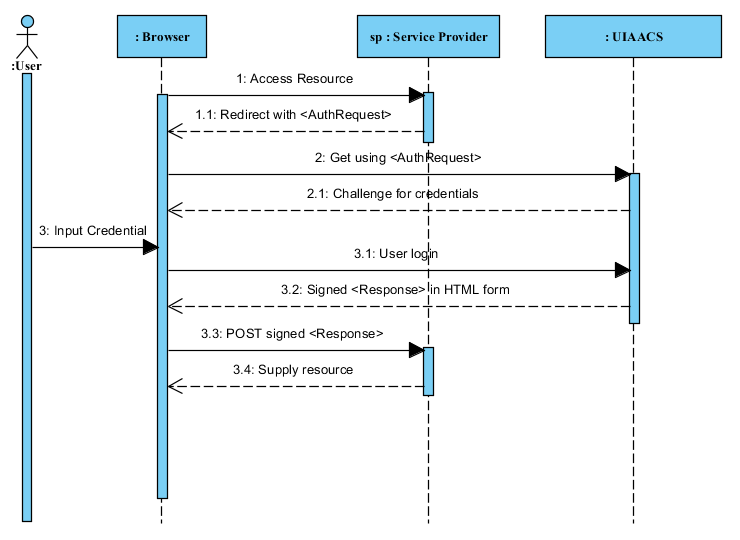 : Browser
sp : Service Provider
: UIAACS
:User
1: Access Resource
1.1: Redirect with <AuthRequest>
2: Get using <AuthRequest>
2.1: Challenge for credentials
3: Input Credential
3.1: User login
3.2: Signed <Response> in HTML form
3.3: POST signed <Response>
3.4: Supply resource